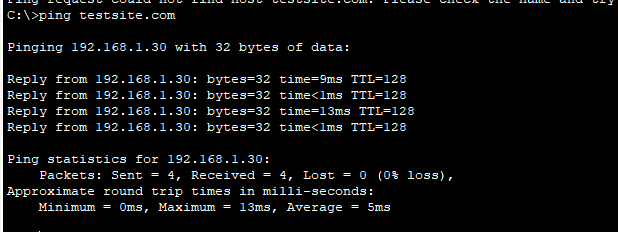 Ping request could not find host testsite.com. Please check the name and try
C:\>ping testsite.com
Pinging 192.168.1.30 with 32 bytes of data:
Reply from 192.168.1.30: bytes=32 time=9ms TTL=128
Reply from 192.168.1.30: bytes=32 time<1ms TTL=128
Reply from 192.168.1.30: bytes=32 time=13ms TTL=128
Reply from 192.168.1.30: bytes=32 time<1ms TTL=128
Ping statistics for 192.168.1.30:
Packets: Sent = 4, Received = 4, Lost = 0 (0% loss),
Approximate round trip times in milli-seconds:
Minimum = 0ms, Maximum = 13ms, Average = 5ms